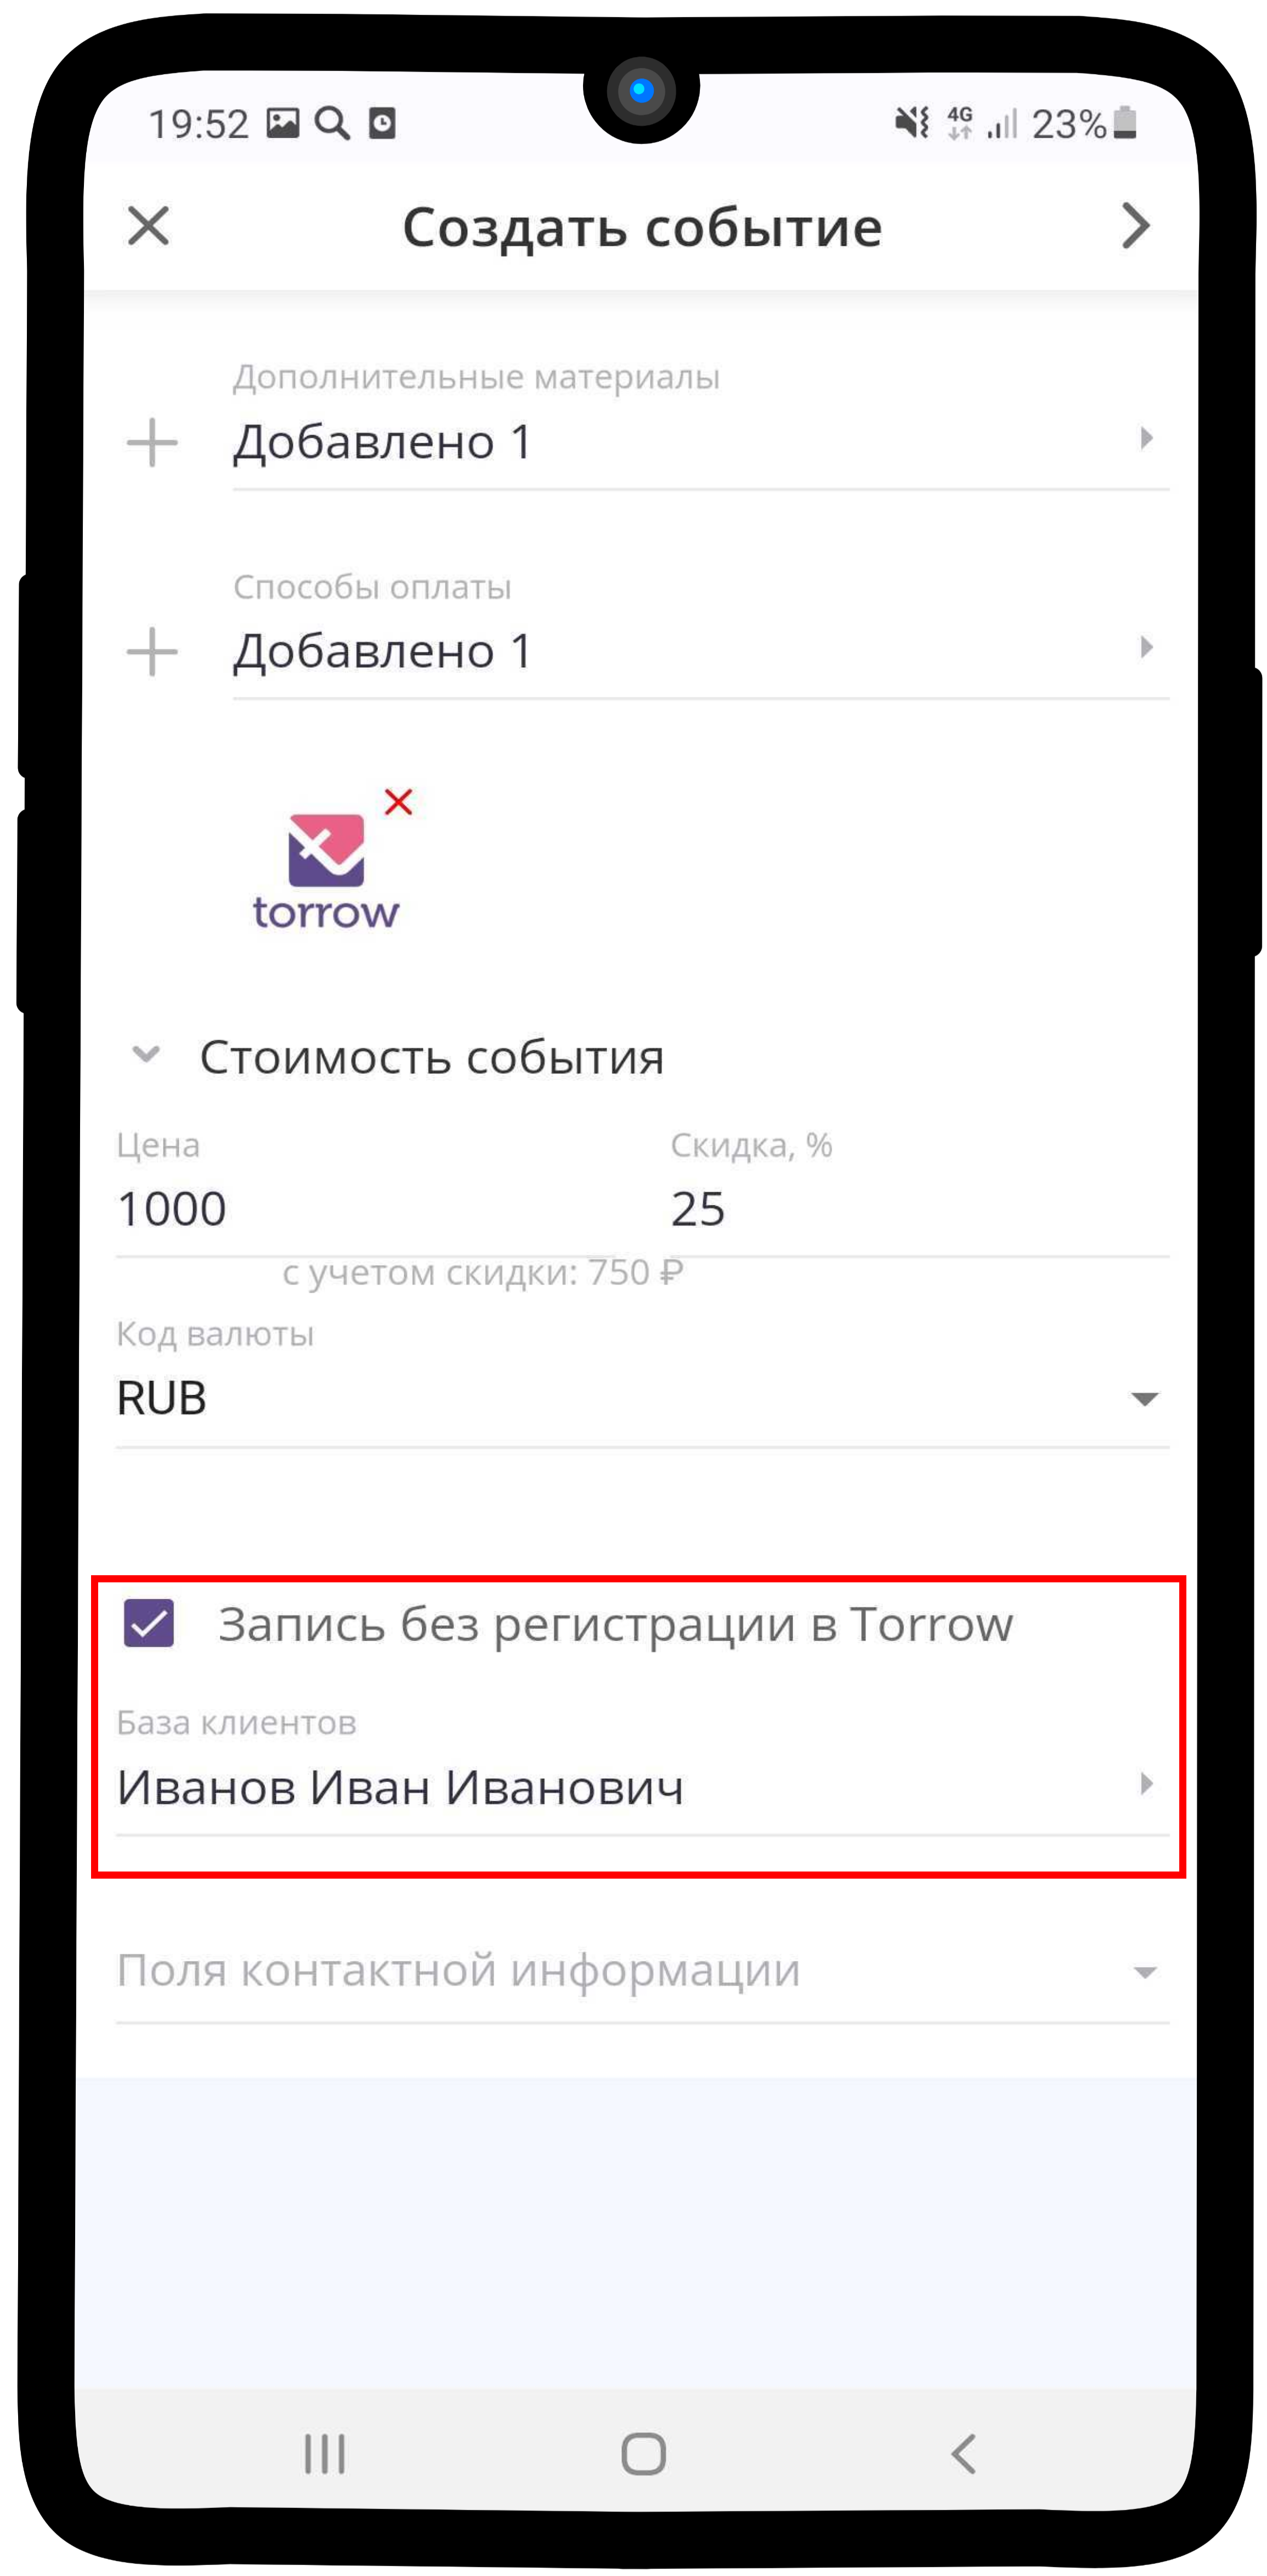 19:52
4G 23%
Создать событие
Дополнительные материалы
Добавлено 1
Способы оплаты
Добавлено 1
torrow
Стоимость события
Цена Скидка, %
1000 25
с учетом скидки: 750 ₽
Код валюты
RUB
Запись без регистрации в Torrow
База клиентов
Иванов Иван Иванович
Поля контактной информации